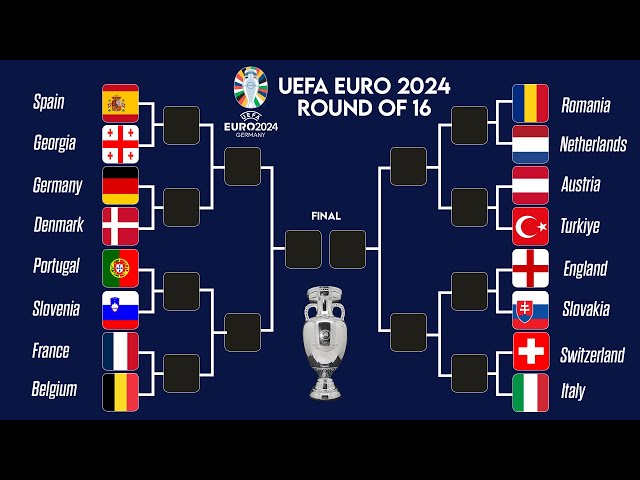 UEFA EURO 2024
ROUND OF 16
UEFA
EURO2024
GERMANY
Spain
Georgia
Germany
Denmark
Portugal
Slovenia
France
Belgium
FINAL
Romania
Netherlands
Austria
Turkiye
England
Slovakia
Switzerland
Italy